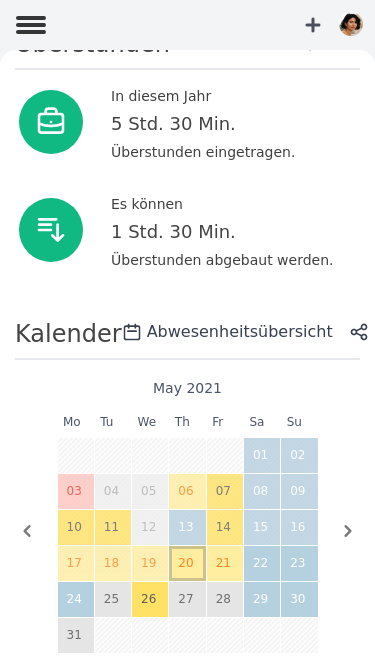 Überstunden
In diesem Jahr
5 Std. 30 Min.
Überstunden eingetragen.
Es können
1 Std. 30 Min.
Überstunden abgebaut werden.
Kalender Abwesenheitsübersicht
May 2021
Mo Tu We Th Fr Sa Su
01 02
03 04 05 06 07 08 09
10 11 12 13 14 15 16
17 18 19 20 21 22 23
24 25 26 27 28 29 30
31